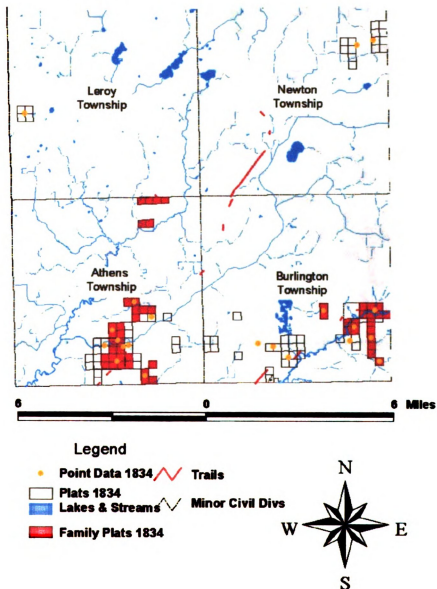 Leroy
Township
Newton
Township
Athens
Township
Burlington
Township
6 0 6 Miles
Legend
Point Data 1834
Trails
Plats 1834
Lakes & Streams
Minor Civil Divs
Family Plats 1834
N
W E
S